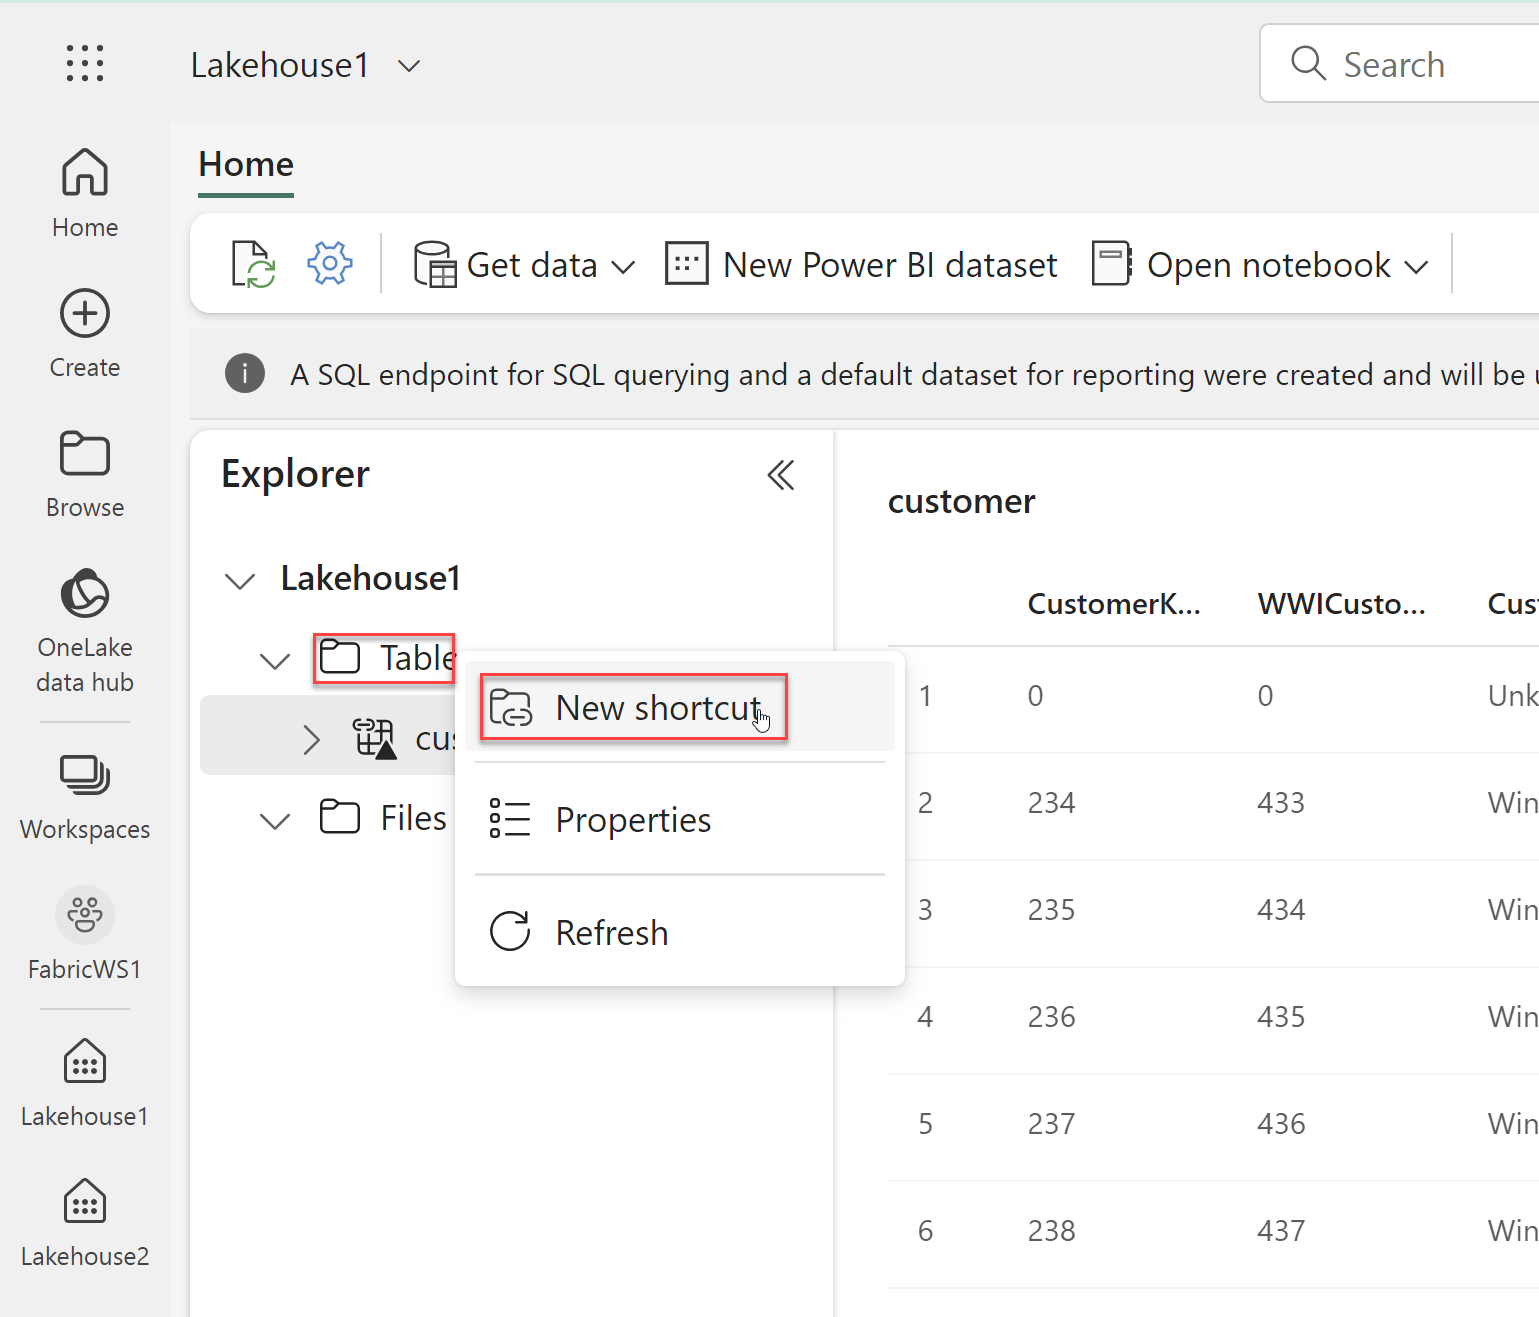 Lakehouse1
Search
Home
Home
Create
Browse
OneLake
data hub
Workspaces
FabricWS1
Lakehouse1
Lakehouse2
Get data
New Power BI dataset
Open notebook
A SQL endpoint for SQL querying and a default dataset for reporting were created and will be
Explorer
Lakehouse1
Table
cus
Files
New shortcut
Properties
Refresh
customer
CustomerK... WWICusto... Cus
1 0 0 Unk
2 234 433 Win
3 235 434 Win
4 236 435 Win
5 237 436 Win
6 238 437 Win